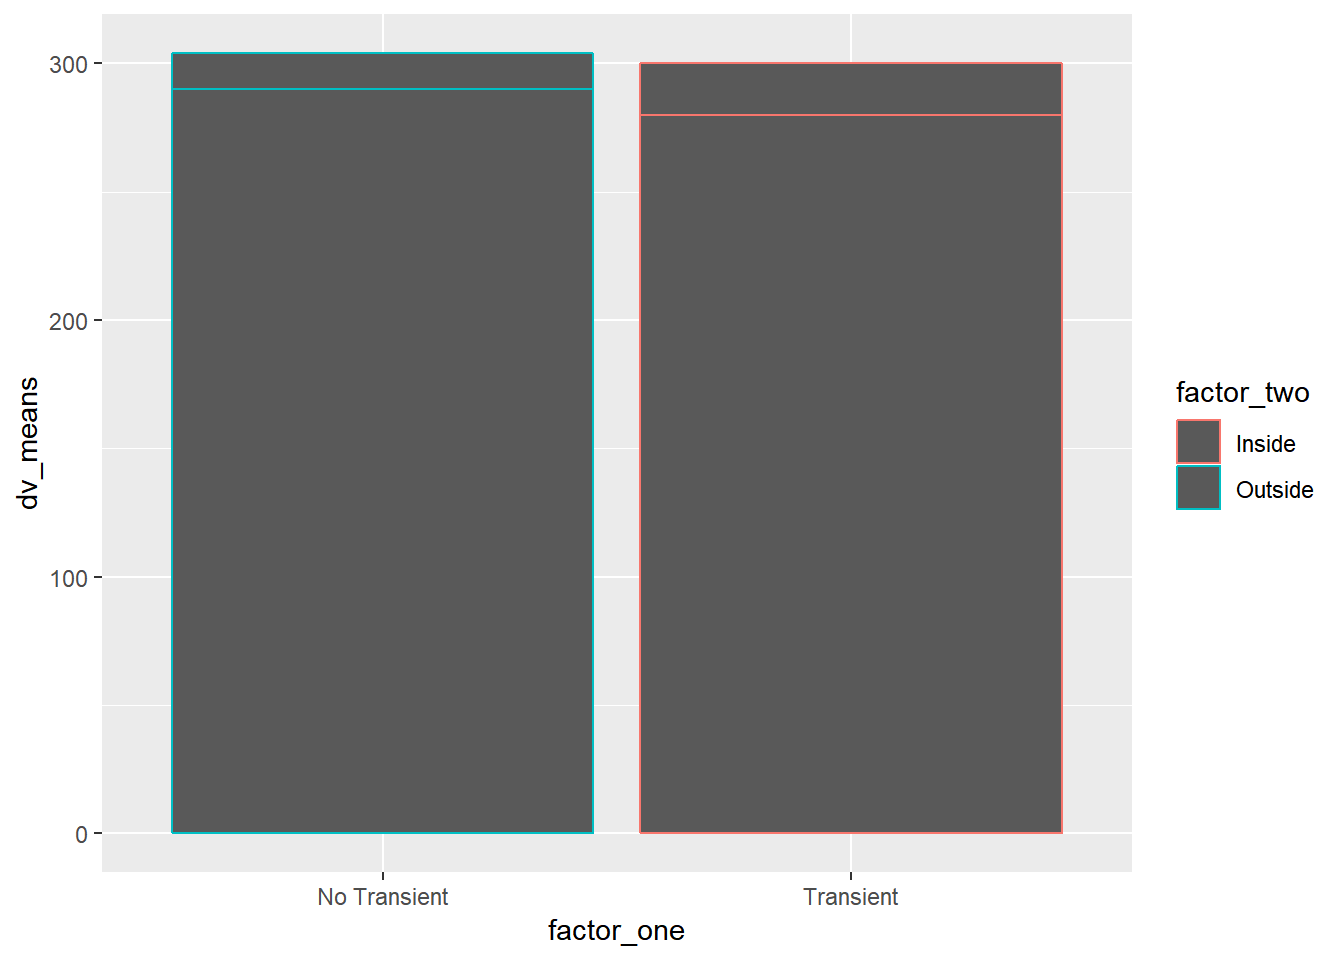 300
200
100
0
dv_means
No Transient
Transient
factor_one
factor_two
Inside
Outside